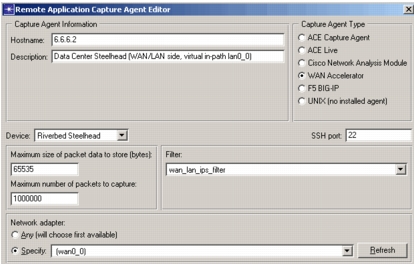 Remote Application Capture Agent Editor
Capture Agent Information
Hostname: 6.6.6.2
Description: Data Center Steelhead (WAN/LAN side, virtual in-path lan0_0)
Capture Agent Type
ACE Capture Agent
ACE Live
Cisco Network Analysis Module
WAN Accelerator
F5 BIG-IP
UNIX (no installed agent)
Device: Riverbed Steelhead
SSH port: 22
Maximum size of packet data to store (bytes):
65535
Maximum number of packets to capture:
1000000
Filter:
wan_lan_ips_filter
Network adapter:
Any (will choose first available)
Specify: (wan0_0)
Refresh